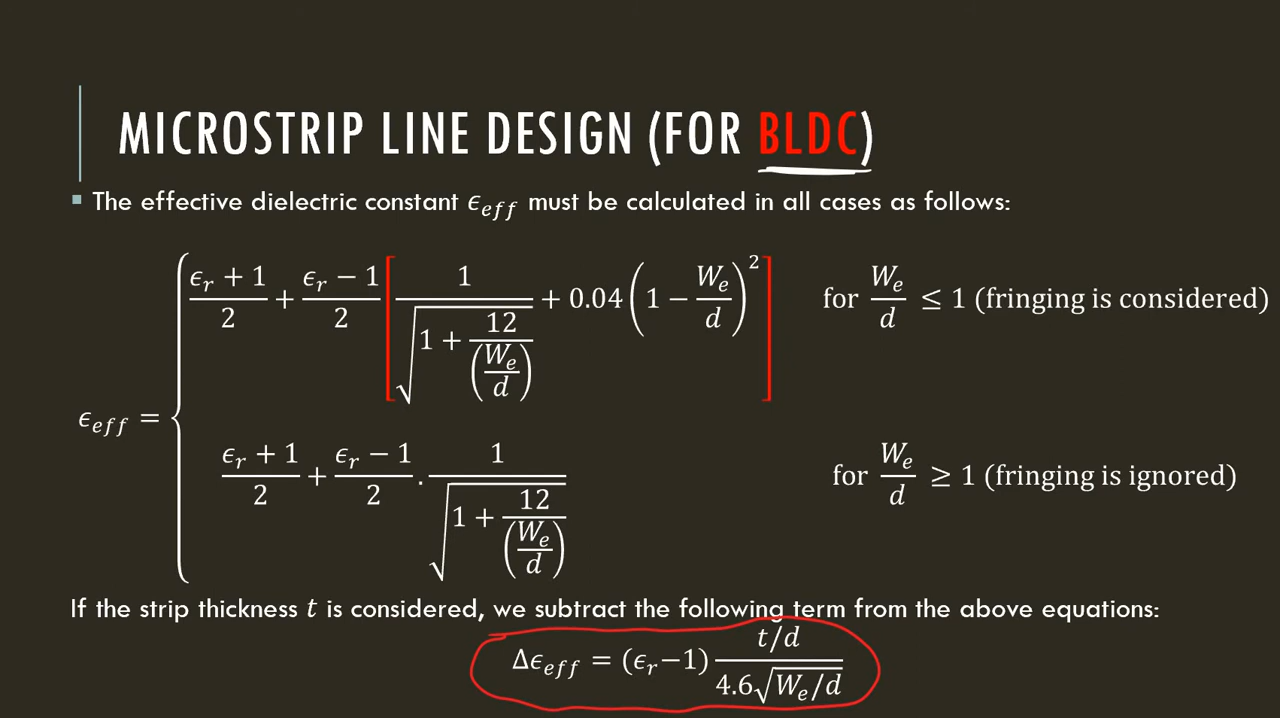 MICROSTRIP LINE DESIGN (FOR BLDC)
▪ The effective dielectric constant ϵ_eff must be calculated in all cases as follows:
ϵ_eff = { (ϵ_r + 1)/2 + (ϵ_r − 1)/2 [ 1/√(1 + 12/(W_e/d)) + 0.04 (1 − W_e/d)^2 ] for W_e/d ≤ 1 (fringing is considered)
(ϵ_r + 1)/2 + (ϵ_r − 1)/2 . 1/√(1 + 12/(W_e/d)) for W_e/d ≥ 1 (fringing is ignored)
If the strip thickness t is considered, we subtract the following term from the above equations:
Δϵ_eff = (ϵ_r−1) (t/d)/(4.6√(W_e/d))